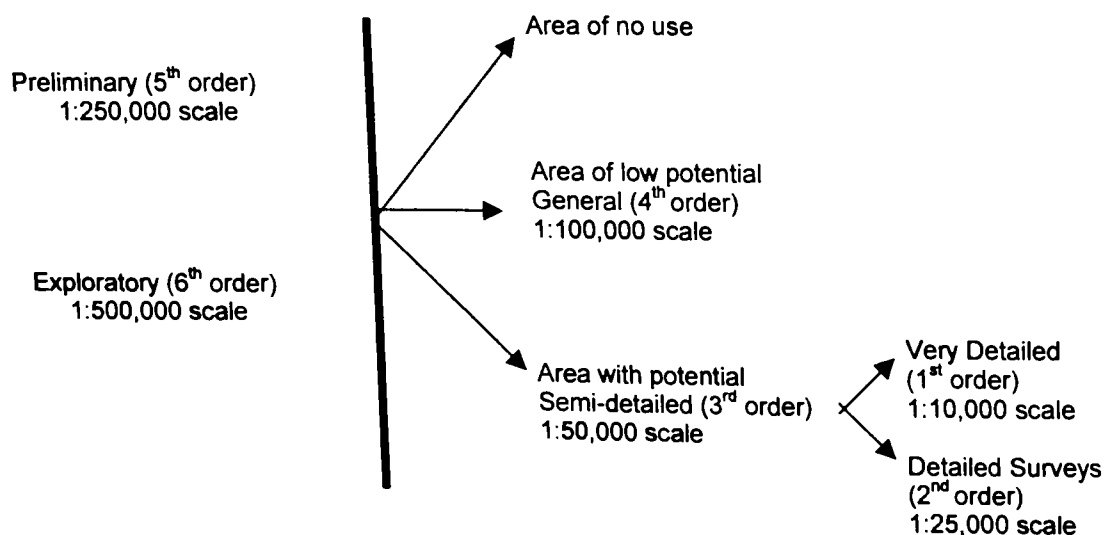 Preliminary (5th order)
1:250,000 scale
Exploratory (6th order)
1:500,000 scale
Area of no use
Area of low potential
General (4th order)
1:100,000 scale
Area with potential
Semi-detailed (3rd order)
1:50,000 scale
Very Detailed
(1st order)
1:10,000 scale
Detailed Surveys
(2nd order)
1:25,000 scale